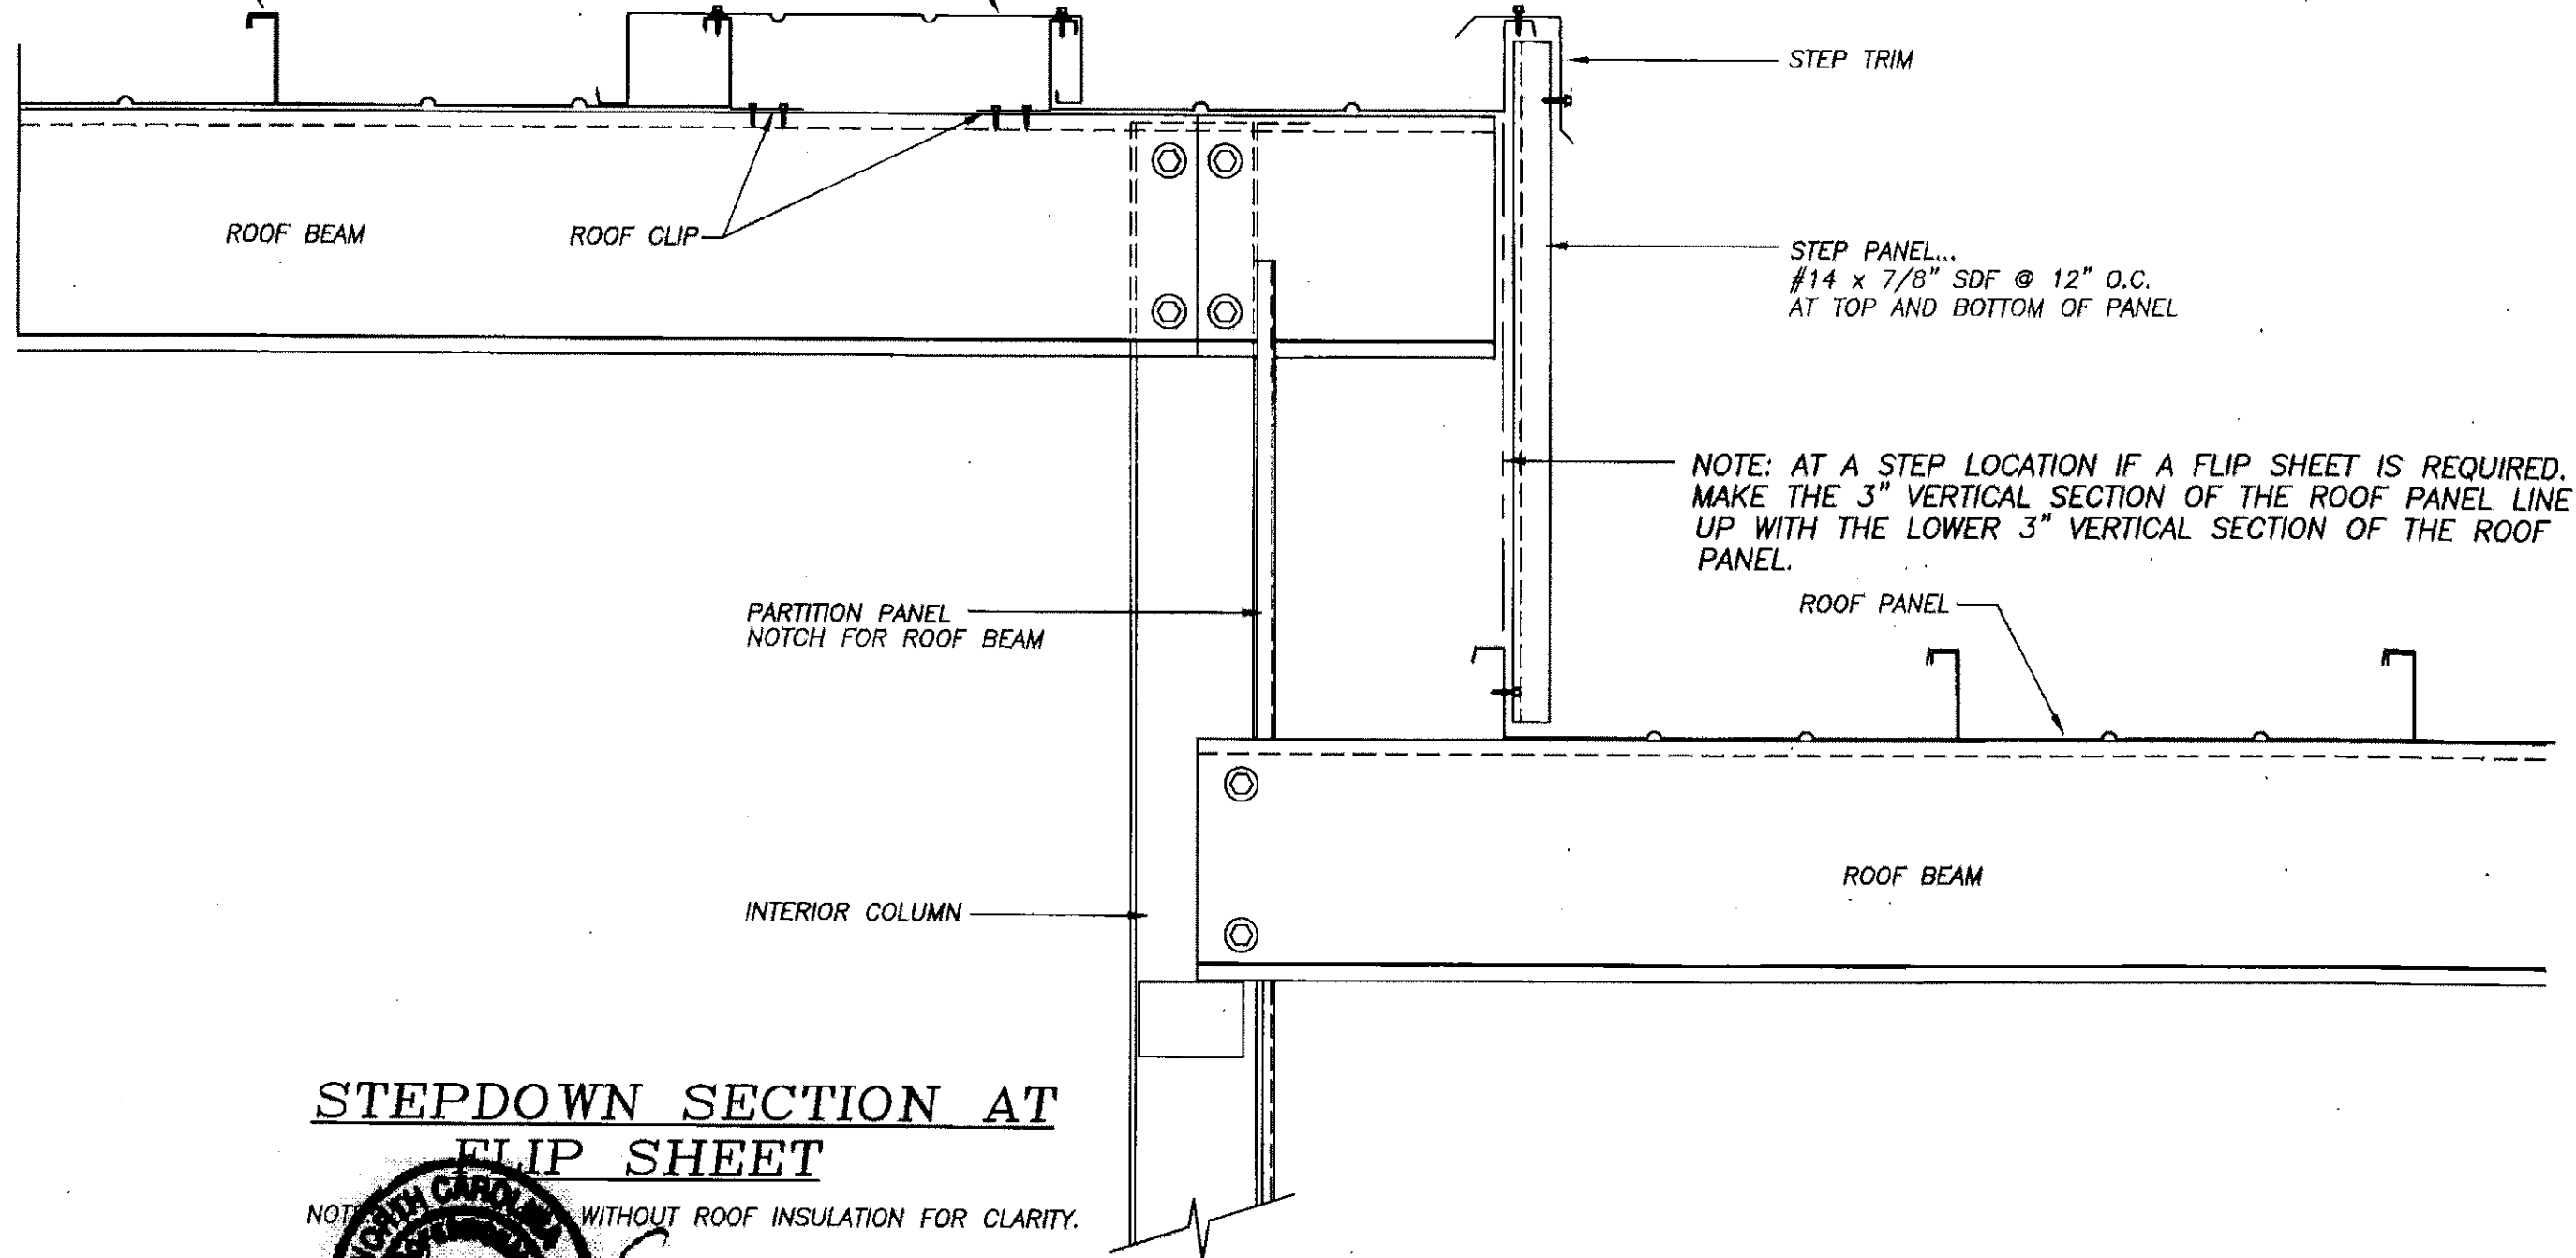 STEP TRIM
ROOF BEAM
ROOF CLIP
STEP PANEL...
#14 x 7/8" SDF @ 12" O.C.
AT TOP AND BOTTOM OF PANEL
NOTE: AT A STEP LOCATION IF A FLIP SHEET IS REQUIRED.
MAKE THE 3" VERTICAL SECTION OF THE ROOF PANEL LINE
UP WITH THE LOWER 3" VERTICAL SECTION OF THE ROOF
PANEL.
ROOF PANEL
PARTITION PANEL
NOTCH FOR ROOF BEAM
ROOF BEAM
INTERIOR COLUMN
STEPDOWN SECTION AT
FLIP SHEET
NORTH CAROLINA
WITHOUT ROOF INSULATION FOR CLARITY.